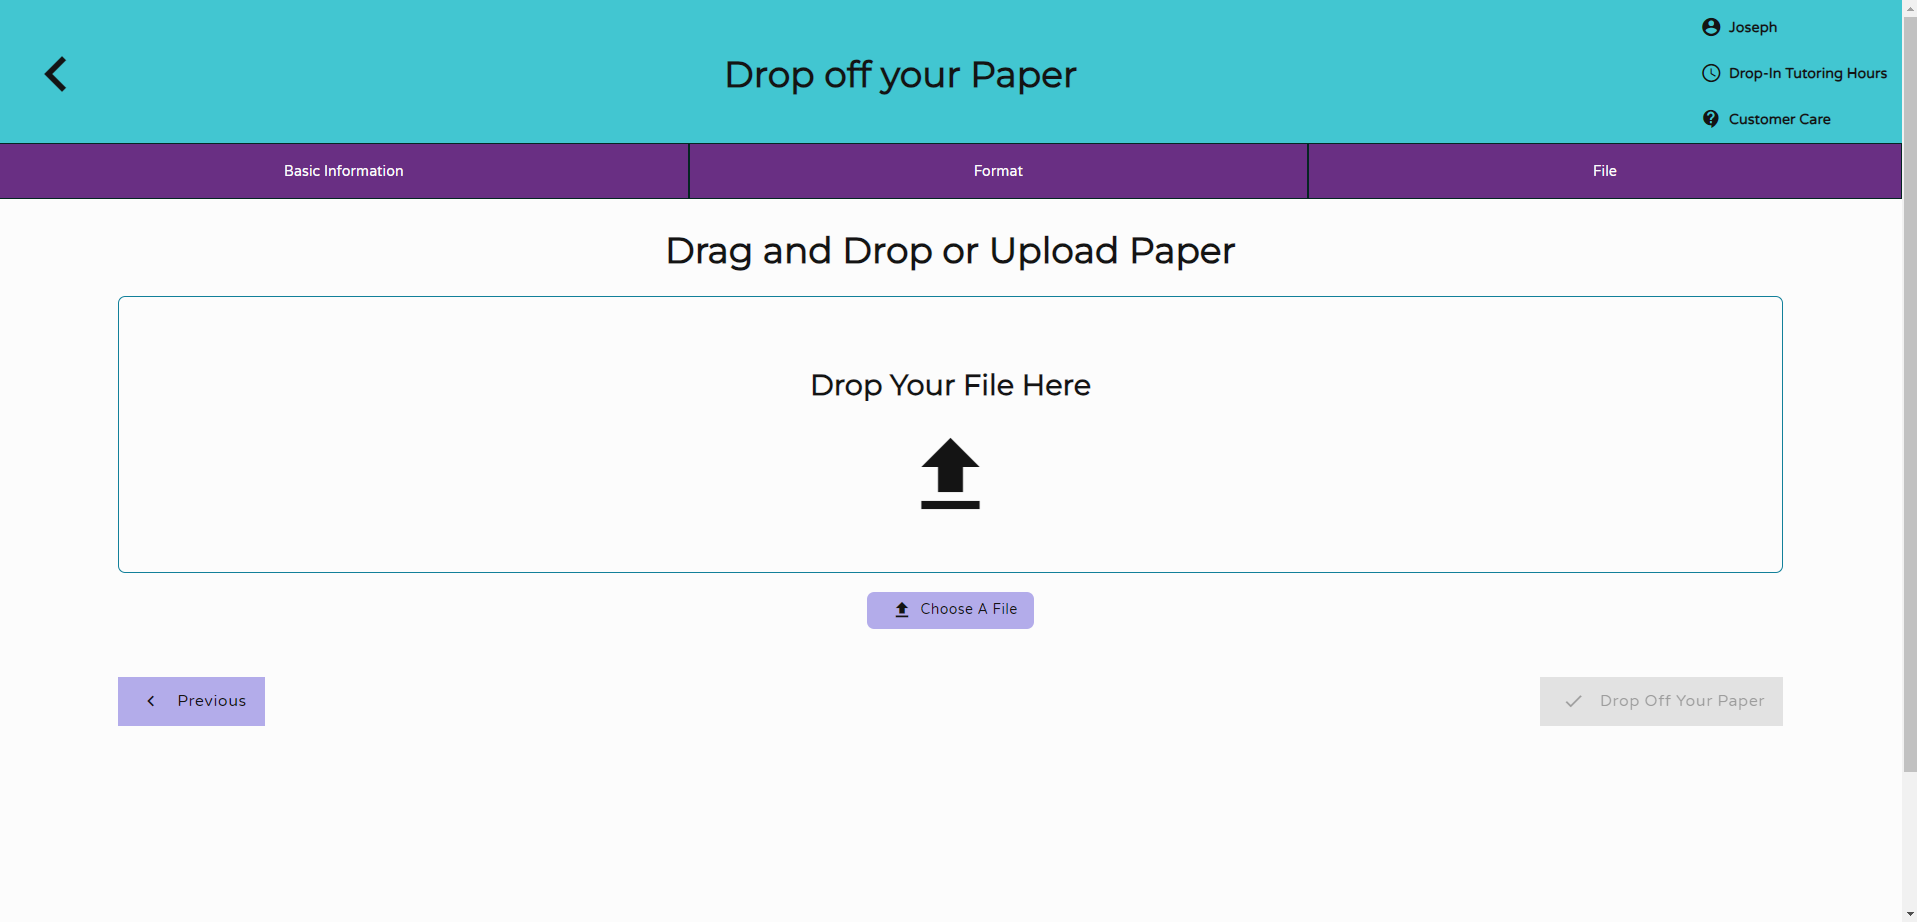 Drop off your Paper
Joseph
Drop-In Tutoring Hours
Customer Care
Basic Information
Format
File
Drag and Drop or Upload Paper
Drop Your File Here
Choose A File
Previous
Drop Off Your Paper